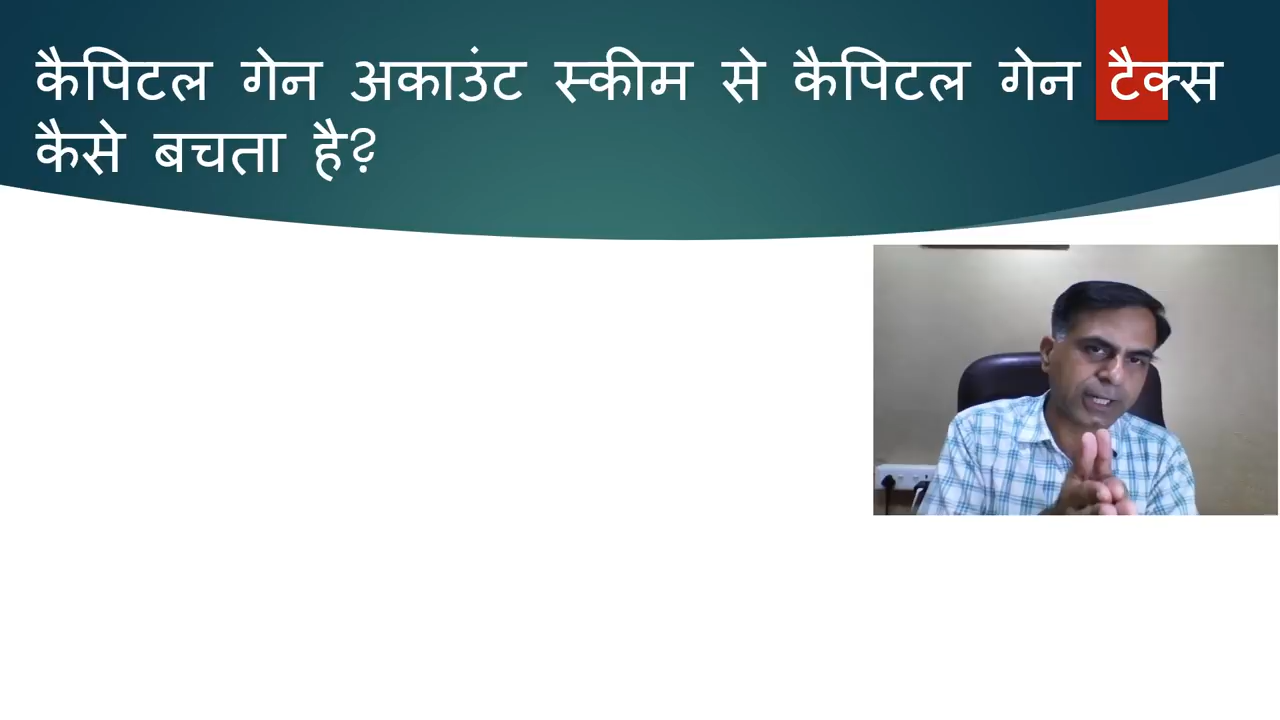 कैपिटल गेन अकाउंट स्कीम से कैपिटल गेन टैक्स
कैसे बचता है?